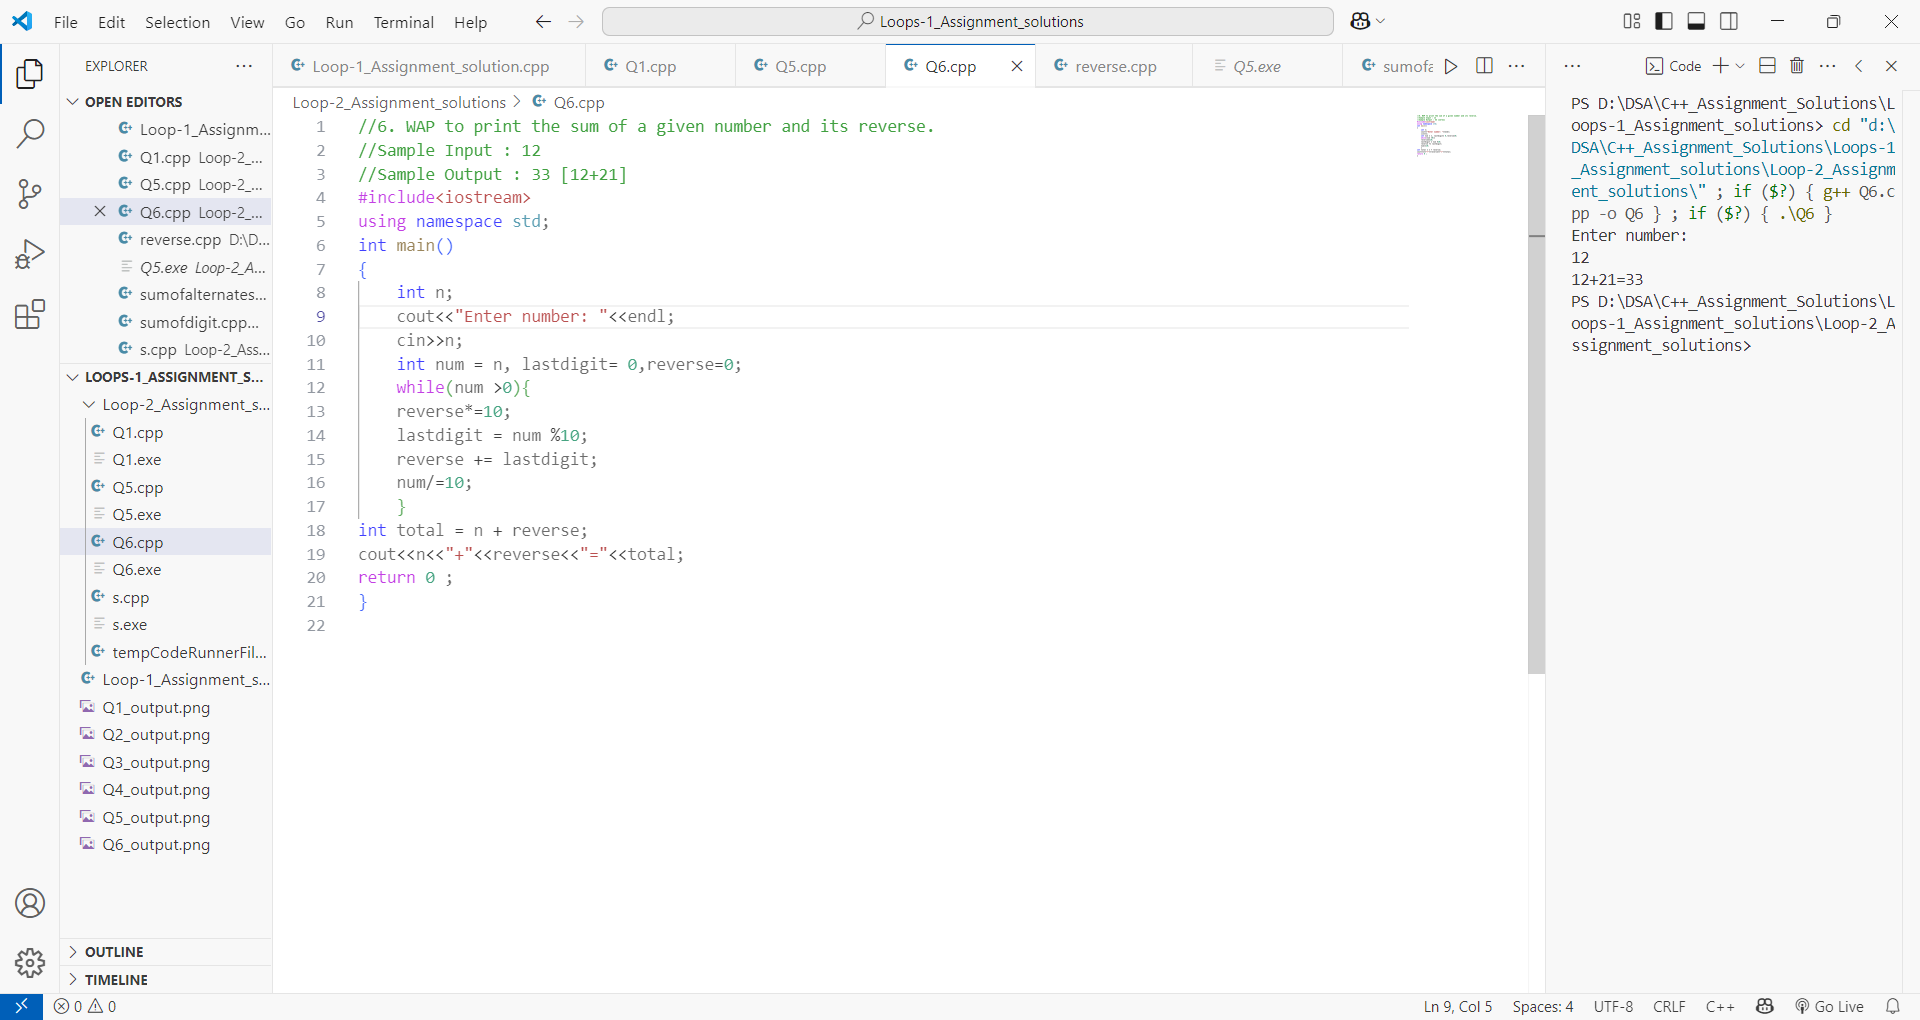 File Edit Selection View Go Run Terminal Help
Loops-1_Assignment_solutions
EXPLORER
OPEN EDITORS
Loop-1_Assignm...
Q1.cpp Loop-2_...
Q5.cpp Loop-2_...
Q6.cpp Loop-2_...
reverse.cpp D:\D...
Q5.exe Loop-2_A...
sumofalternates...
sumofdigit.cpp...
s.cpp Loop-2_Ass...
LOOPS-1_ASSIGNMENT_S...
Loop-2_Assignment_s...
Q1.cpp
Q1.exe
Q5.cpp
Q5.exe
Q6.cpp
Q6.exe
s.cpp
s.exe
tempCodeRunnerFil...
Loop-1_Assignment_s...
Q1_output.png
Q2_output.png
Q3_output.png
Q4_output.png
Q5_output.png
Q6_output.png
OUTLINE
TIMELINE
Loop-1_Assignment_solution.cpp Q1.cpp Q5.cpp Q6.cpp reverse.cpp Q5.exe sumofa
Loop-2_Assignment_solutions > Q6.cpp
1 //6. WAP to print the sum of a given number and its reverse.
2 //Sample Input : 12
3 //Sample Output : 33 [12+21]
4 #include<iostream>
5 using namespace std;
6 int main()
7 {
8 int n;
9 cout<<"Enter number: "<<endl;
10 cin>>n;
11 int num = n, lastdigit= 0,reverse=0;
12 while(num >0){
13 reverse*=10;
14 lastdigit = num %10;
15 reverse += lastdigit;
16 num/=10;
17 }
18 int total = n + reverse;
19 cout<<n<<"+"<<reverse<<"="<<total;
20 return 0 ;
21 }
22
Code
PS D:\DSA\C++_Assignment_Solutions\L
oops-1_Assignment_solutions> cd "d:\
DSA\C++_Assignment_Solutions\Loops-1
_Assignment_solutions\Loop-2_Assignm
ent_solutions\" ; if ($?) { g++ Q6.c
pp -o Q6 } ; if ($?) { .\Q6 }
Enter number:
12
12+21=33
PS D:\DSA\C++_Assignment_Solutions\L
oops-1_Assignment_solutions\Loop-2_A
ssignment_solutions>
0 0
Ln 9, Col 5 Spaces: 4 UTF-8 CRLF C++ Go Live